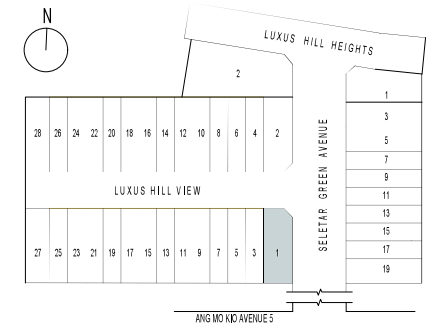 N
LUXUS HILL HEIGHTS
2
1
28 26 24 22 20 18 16 14 12 10 8 6 4 2
3
5
7
9
11
13
15
17
19
SELETAR GREEN AVENUE
LUXUS HILL VIEW
27 25 23 21 19 17 15 13 11 9 7 5 3 1
ANG MO KIO AVENUE 5